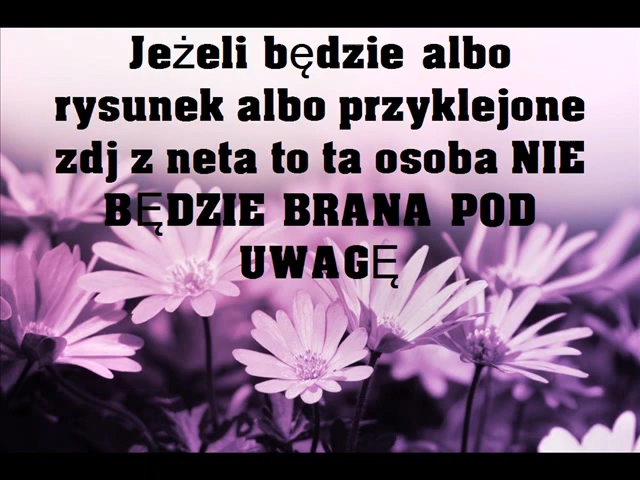 Jeżeli będzie albo
rysunek albo przyklejone
zdj z neta to ta osoba NIE
BĘDZIE BRANA POD
UWAGĘ